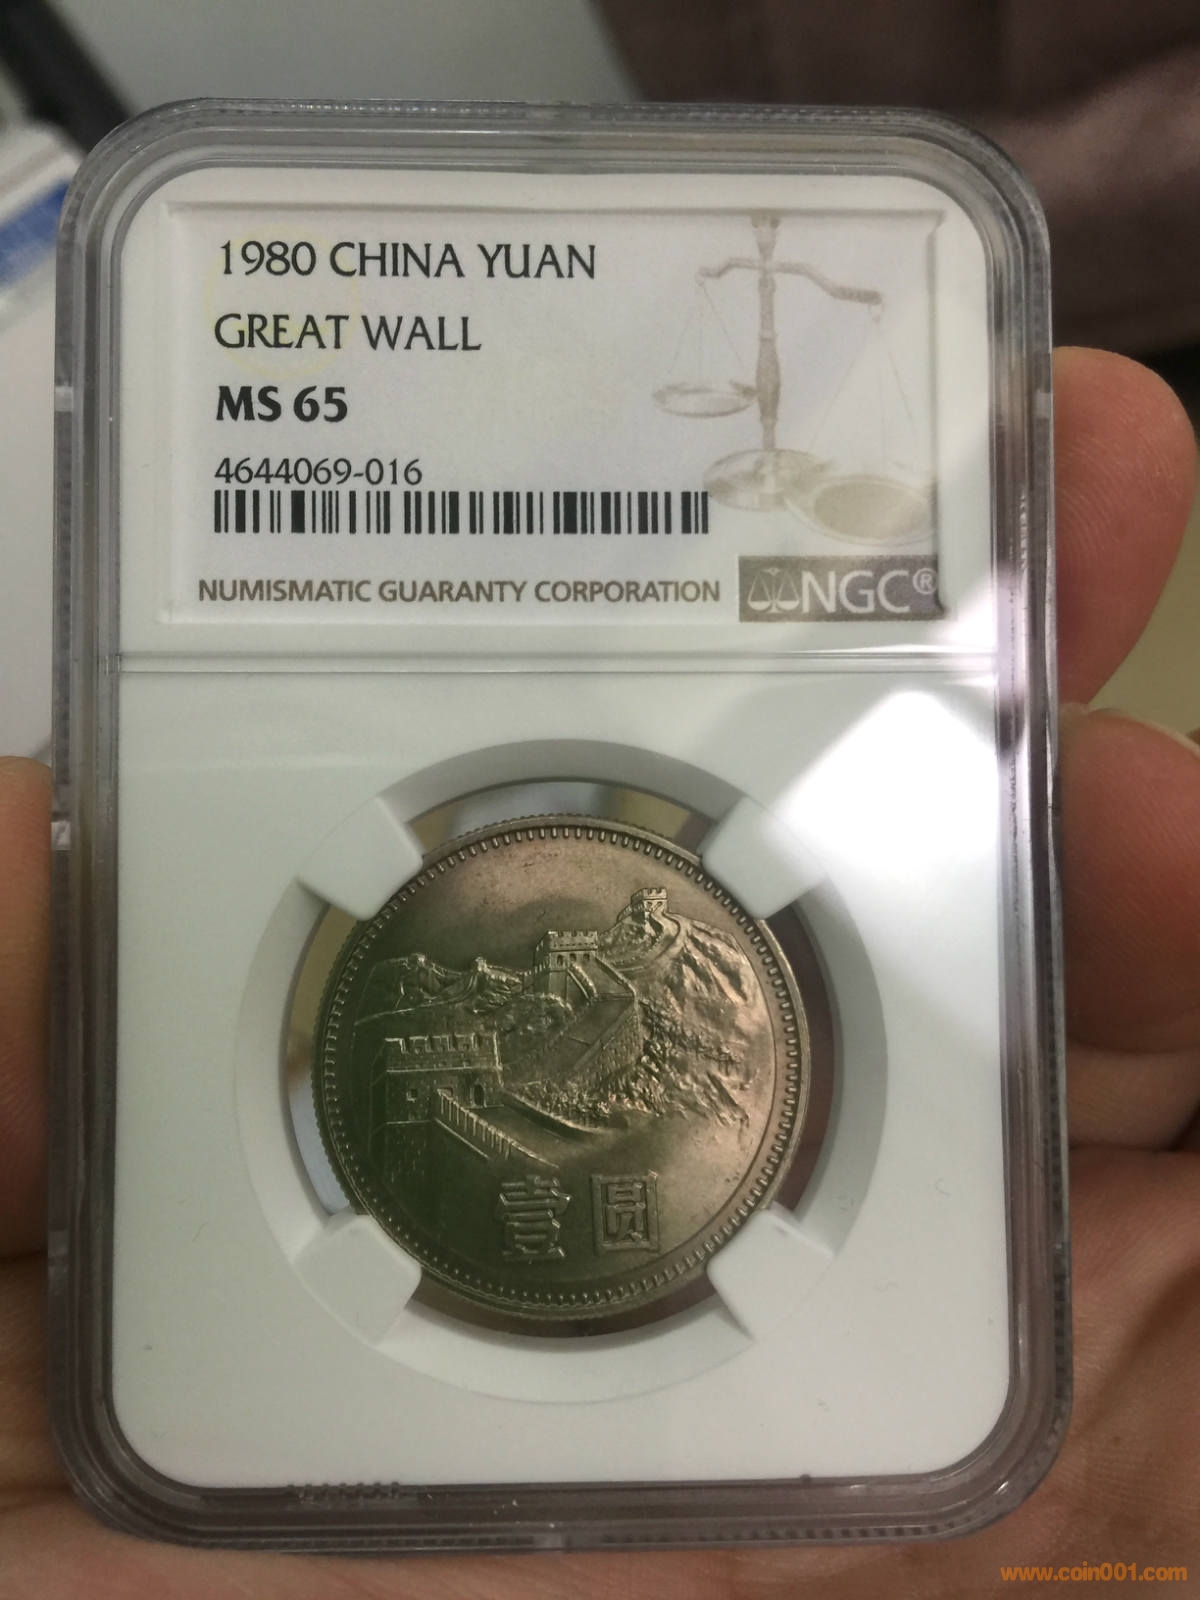 1980 CHINA YUAN
GREAT WALL
MS 65
4644069-016
NUMISMATIC GUARANTY CORPORATION
NGC®
壹圆
www.coin001.com